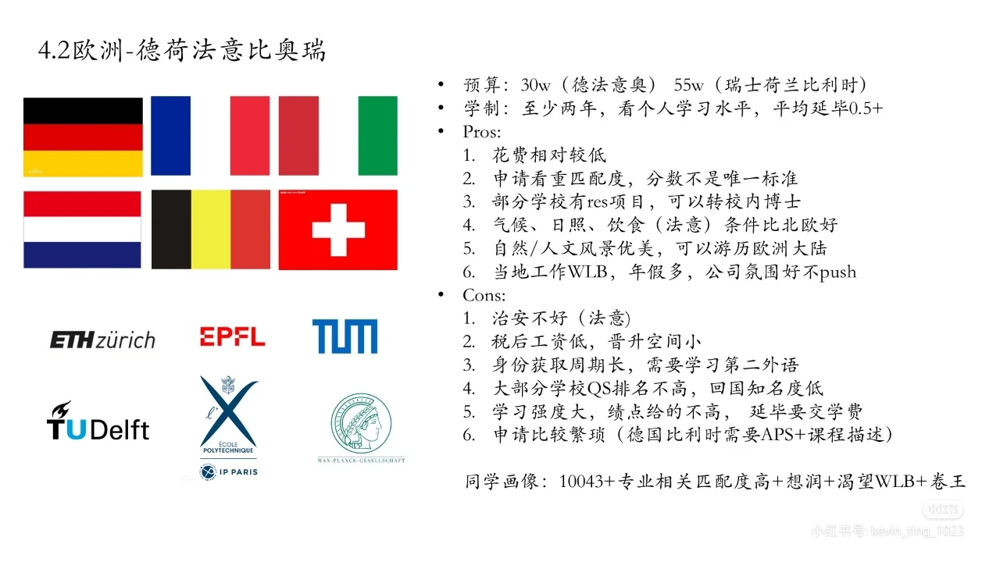 4.2欧洲-德荷法意比奥瑞
• 预算：30w（德法意奥） 55w（瑞士荷兰比利时）
• 学制：至少两年，看个人学习水平，平均延毕0.5+
• Pros:
1. 花费相对较低
2. 申请看重匹配度，分数不是唯一标准
3. 部分学校有res项目，可以转校内博士
4. 气候、日照、饮食（法意）条件比北欧好
5. 自然/人文风景优美，可以游历欧洲大陆
6. 当地工作WLB，年假多，公司氛围好不push
• Cons:
1. 治安不好（法意)
2. 税后工资低，晋升空间小
3. 身份获取周期长，需要学习第二外语
4. 大部分学校QS排名不高，回国知名度低
5. 学习强度大，绩点给的不高， 延毕要交学费
6. 申请比较繁琐（德国比利时需要APS+课程描述）
同学画像：10043+专业相关匹配度高+想润+渴望WLB+卷王
ETH zürich
EPFL
TUM
TU Delft
l'X
ÉCOLE
POLYTECHNIQUE
IP PARIS
MAX-PLANCK-GESELLSCHAFT
小红书
小红书号: kevin_ting_1023